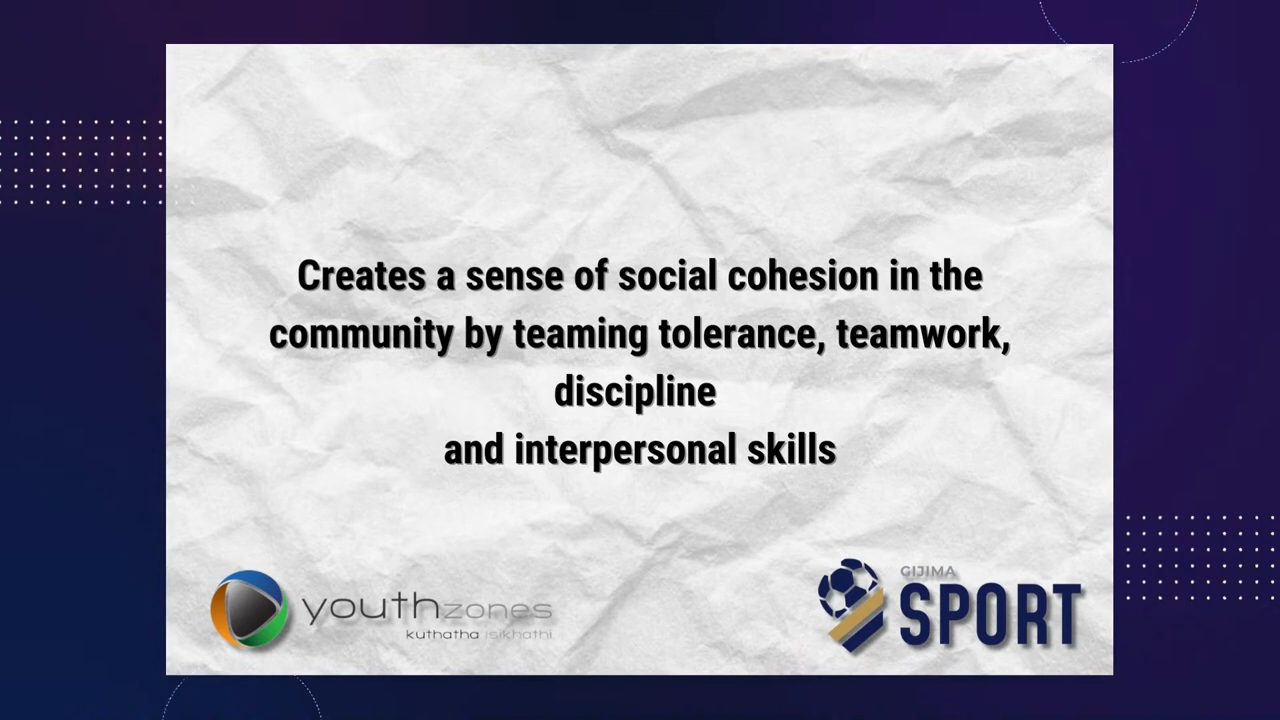 Creates a sense of social cohesion in the
community by teaming tolerance, teamwork,
discipline
and interpersonal skills
youthzones
kuthatha isikhathi
GIJIMA
SPORT